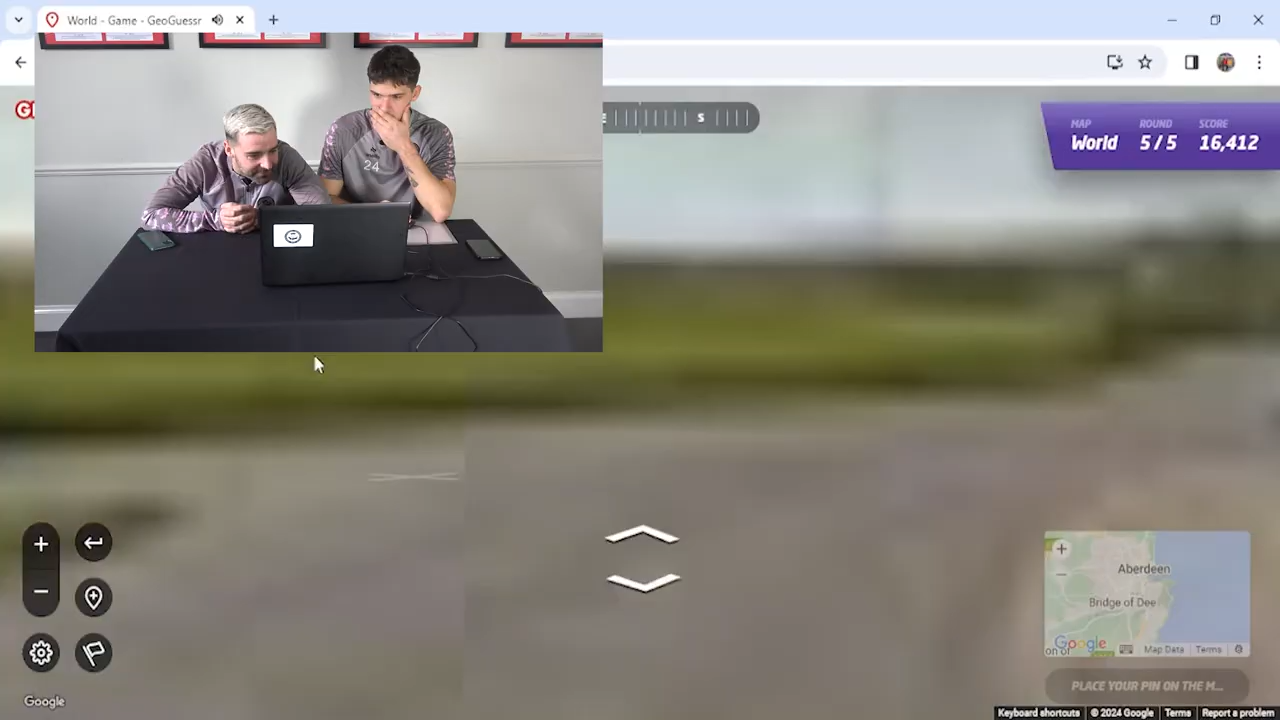 World - Game - GeoGuessr
S
MAP ROUND SCORE
World 5 / 5 16,412
24
Aberdeen
Bridge of Dee
Google
Map Data Terms
PLACE YOUR PIN ON THE M...
Google
Keyboard shortcuts © 2024 Google Terms Report a problem